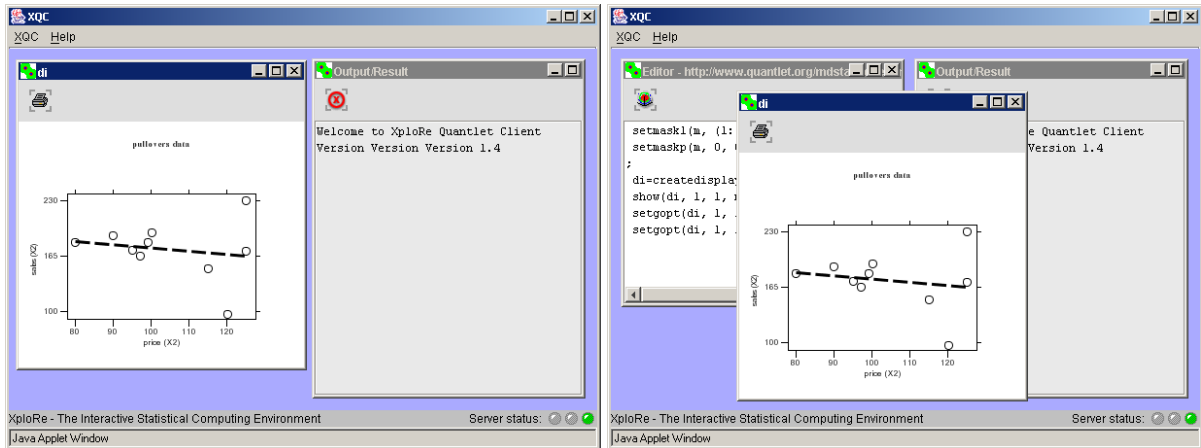 XQC
XQC Help
di
pullovers data
230
165
100
sales (X2)
80 90 100 110 120
price (X2)
Output/Result
Welcome to XploRe Quantlet Client
Version Version Version 1.4
XploRe - The Interactive Statistical Computing Environment
Server status:
Java Applet Window
XQC
XQC Help
Editor - http://www.quantlet.org/mdsta
setmaskl(m, (1:
setmaskp(m, 0,
;
di=createdisplay
show(di, 1, 1,
setgopt(di, 1,
setgopt(di, 1,
Output/Result
e Quantlet Client
Version 1.4
di
pullovers data
230
165
100
sales (X2)
80 90 100 110 120
price (X2)
XploRe - The Interactive Statistical Computing Environment
Server status:
Java Applet Window